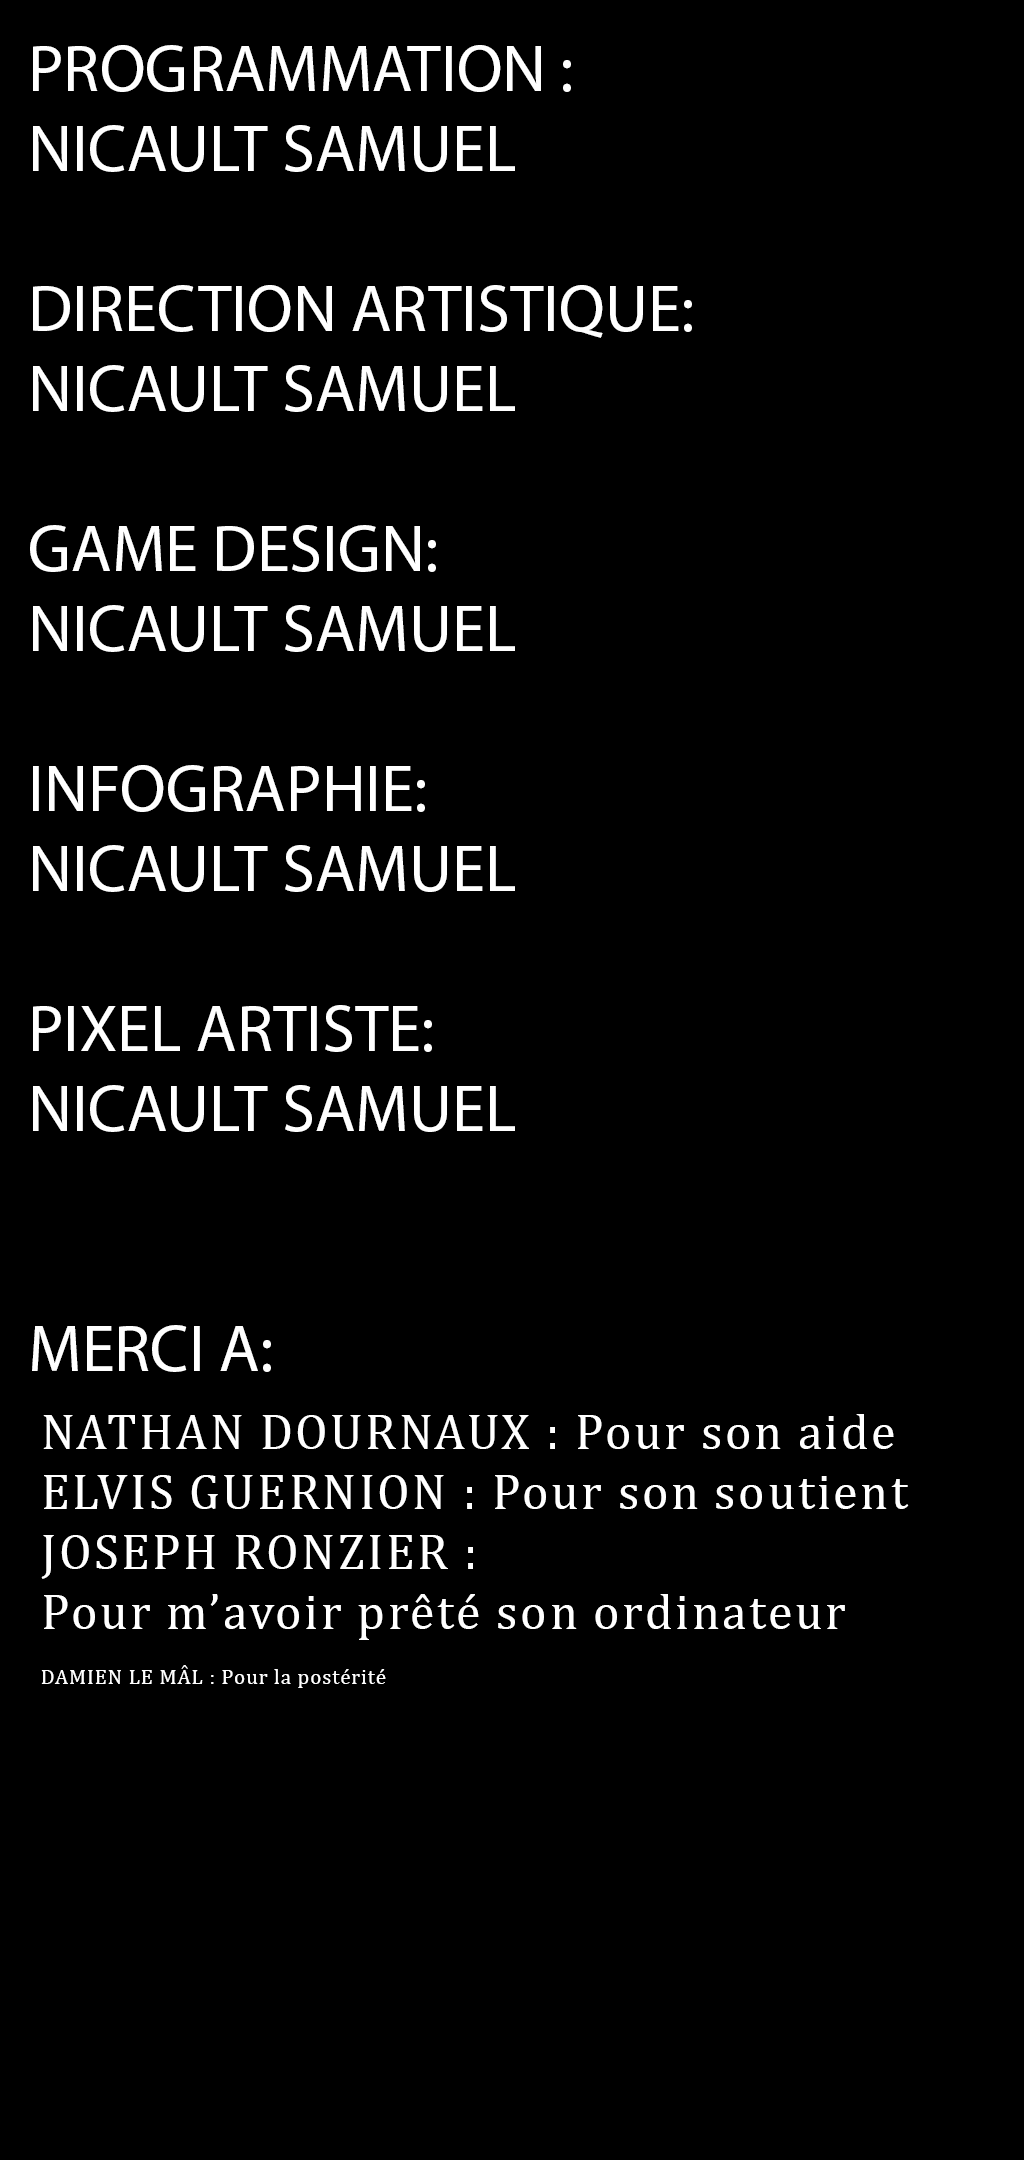 PROGRAMMATION :
NICAULT SAMUEL
DIRECTION ARTISTIQUE:
NICAULT SAMUEL
GAME DESIGN:
NICAULT SAMUEL
INFOGRAPHIE:
NICAULT SAMUEL
PIXEL ARTISTE:
NICAULT SAMUEL
MERCI A:
NATHAN DOURNAUX : Pour son aide
ELVIS GUERNION : Pour son soutient
JOSEPH RONZIER :
Pour m’avoir prêté son ordinateur
DAMIEN LE MÂL : Pour la postérité